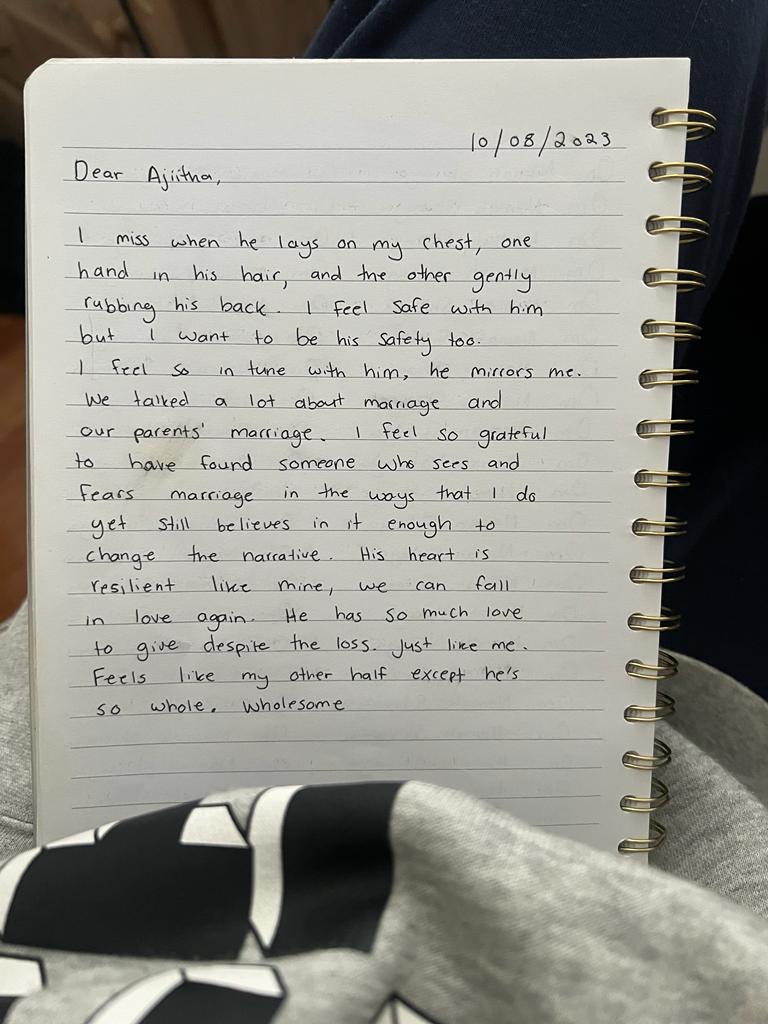 10/08/2023
Dear Ajitha,
I miss when he lays on my chest, one
hand in his hair, and the other gently
rubbing his back. I feel safe with him
but I want to be his safety too.
I feel so in tune with him, he mirrors me.
We talked a lot about marriage and
our parents' marriage. I feel so grateful
to have found someone who sees and
fears marriage in the ways that I do
yet still believes in it enough to
change the narrative. His heart is
resilient like mine, we can fall
in love again. He has so much love
to give despite the loss. Just like me.
Feels like my other half except he's
so whole. Wholesome